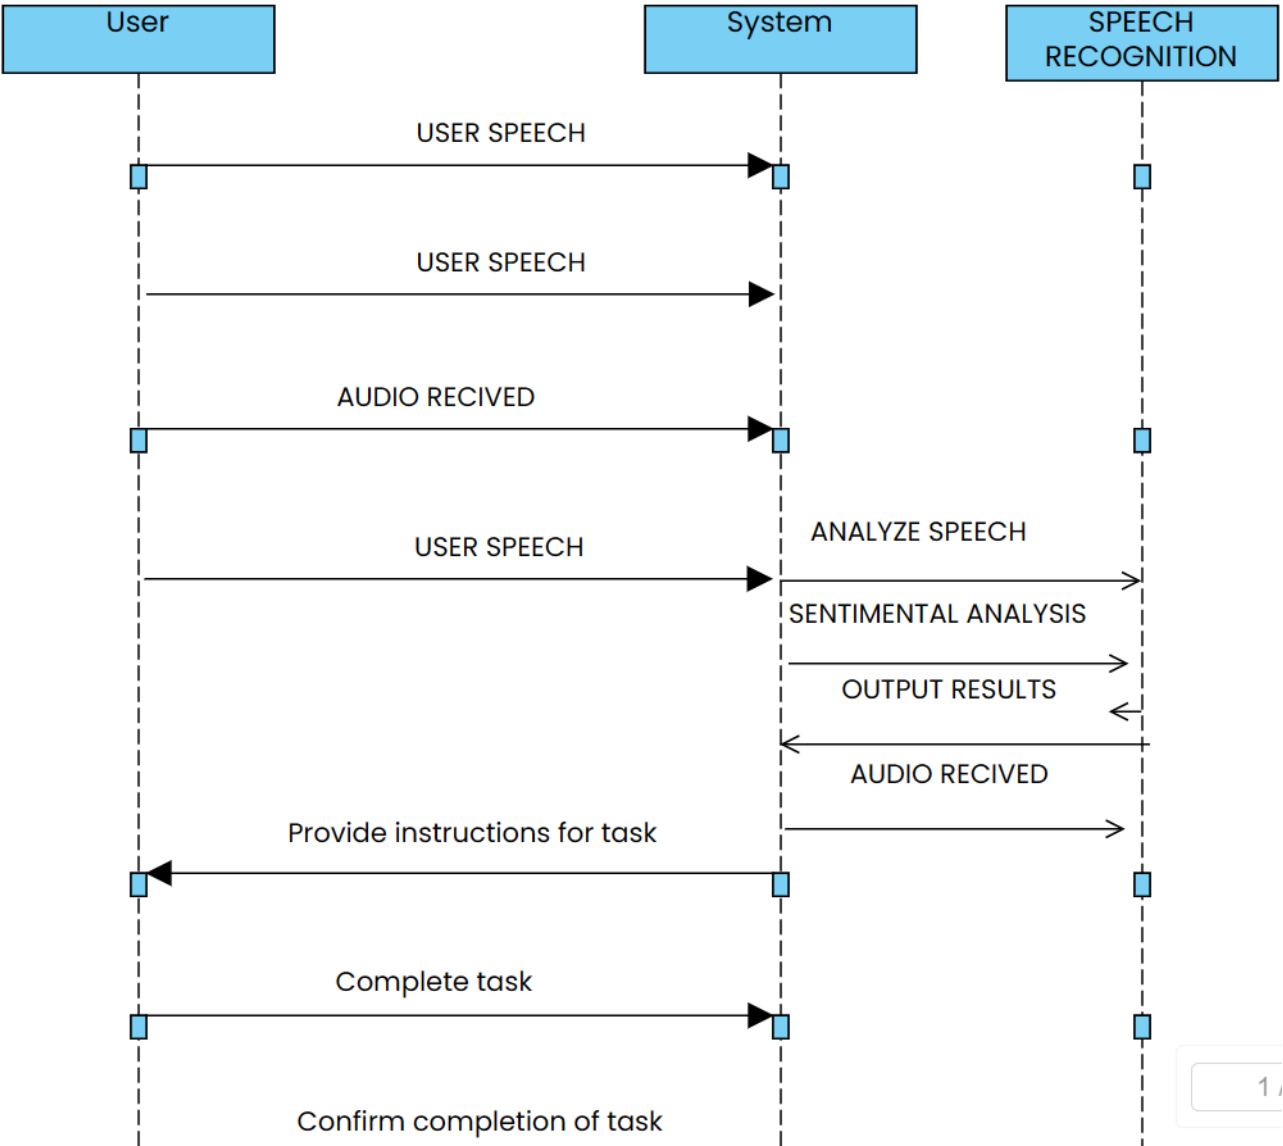 User
System
SPEECH
RECOGNITION
USER SPEECH
USER SPEECH
AUDIO RECIVED
USER SPEECH
ANALYZE SPEECH
SENTIMENTAL ANALYSIS
OUTPUT RESULTS
AUDIO RECIVED
Provide instructions for task
Complete task
1 /
Confirm completion of task